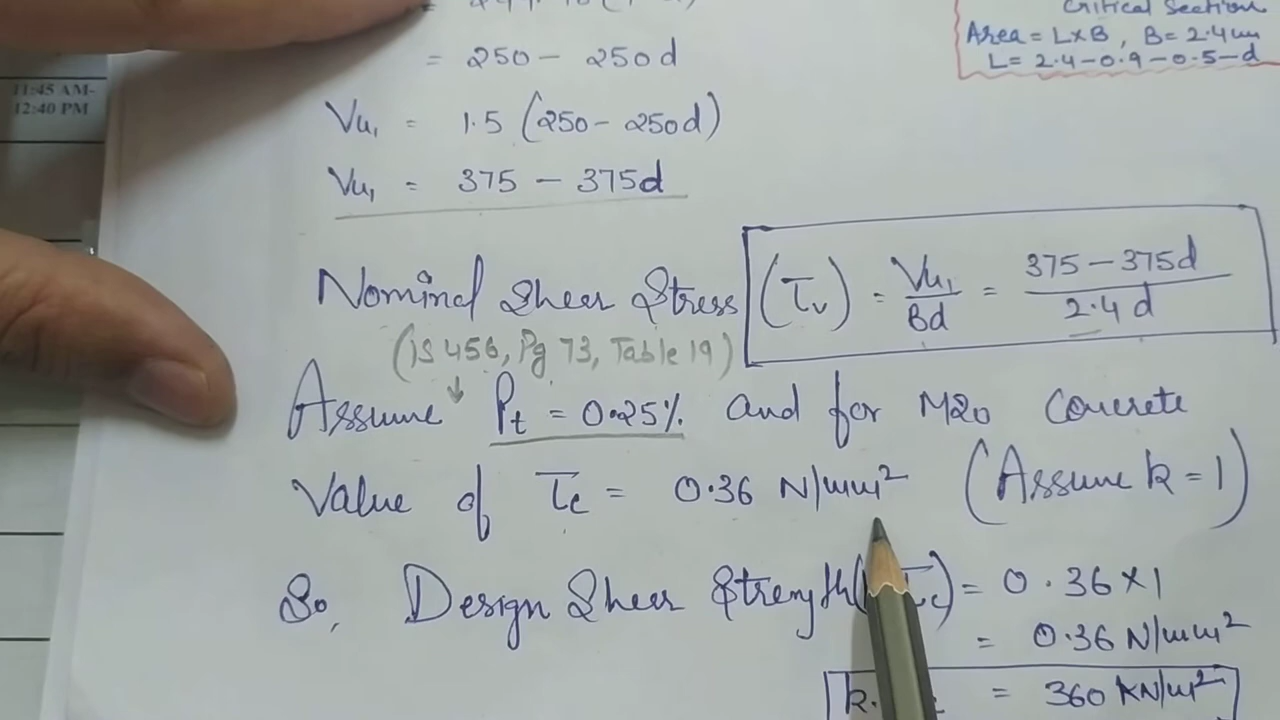 Critical Section
Area = L×B , B = 2.4m
L = 2.4-0.9-0.5-d
11:45 AM-
12:40 PM
= 250 - 250d
Vu₁ = 1.5 (250 - 250d)
Vu₁ = 375 - 375d
Nominal Shear Stress (τv) = Vu₁/Bd = 375-375d/2.4d
(IS 456, Pg 73, Table 19)
Assume Pt = 0.25% and for M20 Concrete
Value of τc = 0.36 N/mm² (Assume k = 1)
So, Design Shear Strength( τc) = 0.36×1
= 0.36 N/mm²
k. = 360 kN/m²